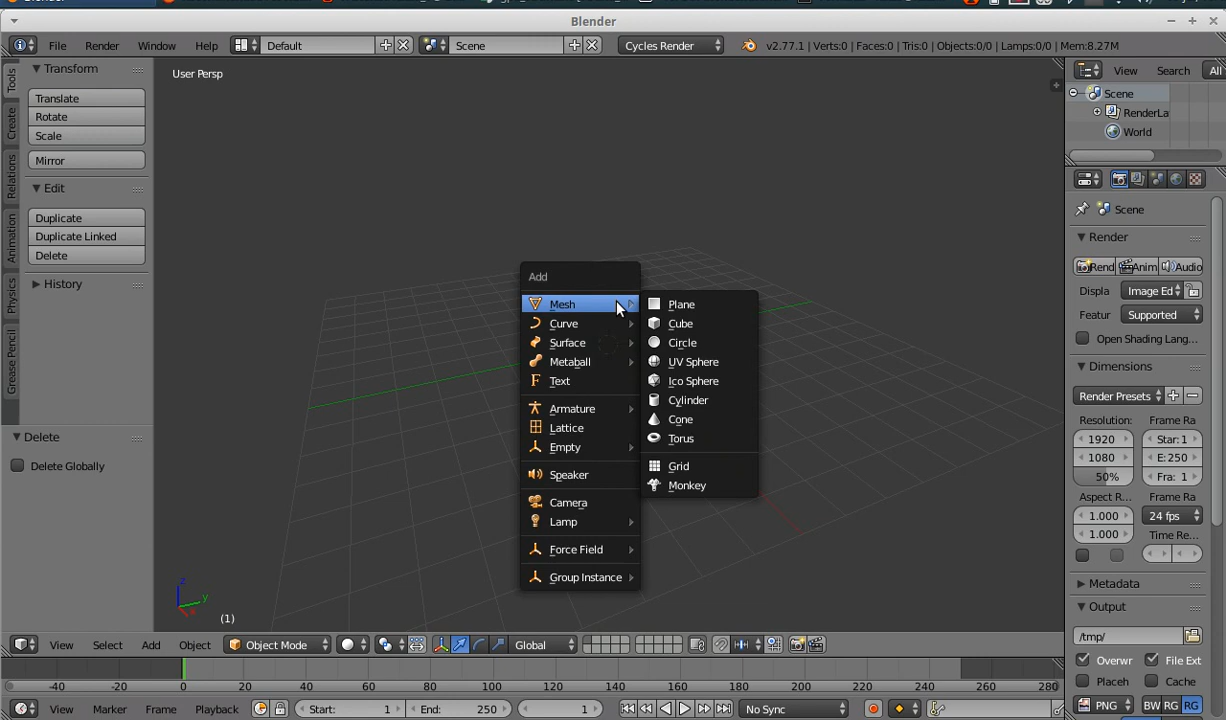 Blender
File Render Window Help Default Scene Cycles Render v2.77.1 | Verts:0 | Faces:0 | Tris:0 | Objects:0/0 | Lamps:0/0 | Mem:8.27M
Tools
Create
Relations
Animation
Physics
Grease Pencil
Transform
Translate
Rotate
Scale
Mirror
Edit
Duplicate
Duplicate Linked
Delete
History
Delete
Delete Globally
User Persp
Add
Mesh
Curve
Surface
Metaball
Text
Armature
Lattice
Empty
Speaker
Camera
Lamp
Force Field
Group Instance
Plane
Cube
Circle
UV Sphere
Ico Sphere
Cylinder
Cone
Torus
Grid
Monkey
z
y
x
(1)
View Search All
Scene
RenderLa
World
Scene
Render
Rend Anim Audio
Displa Image Ed
Featur Supported
Open Shading Lang...
Dimensions
Render Presets
Resolution: Frame Ra
1920 Star: 1
1080 E: 250
50% Fra: 1
Aspect R... Frame Ra
1.000 24 fps
1.000 Time Re...
Metadata
Output
/tmp/
Overwr File Ext
Placeh Cache
PNG BW RG RG
View Select Add Object Object Mode Global
-40 -20 0 20 40 60 80 100 120 140 160 180 200 220 240 260 280
View Marker Frame Playback Start: 1 End: 250 1 No Sync